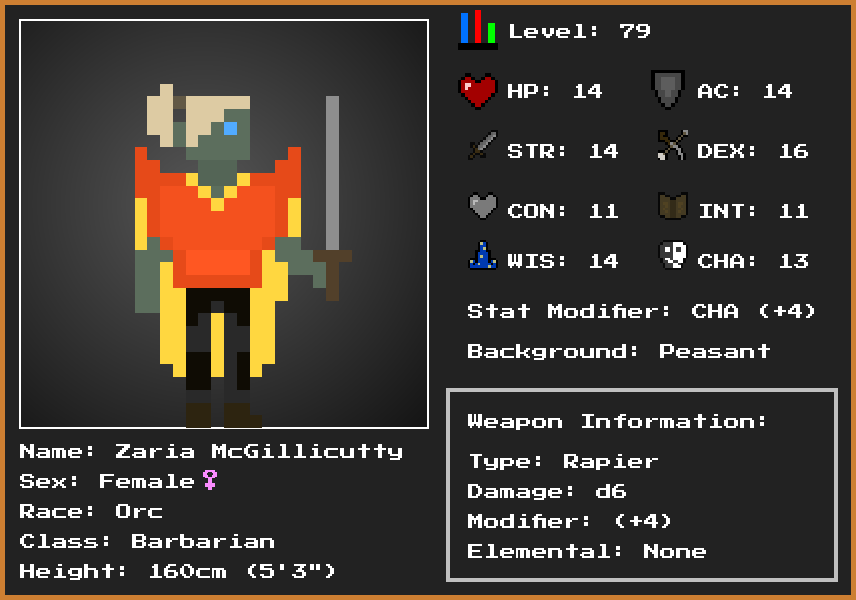 Level: 79
HP: 14 AC: 14
STR: 14 DEX: 16
CON: 11 INT: 11
WIS: 14 CHA: 13
Stat Modifier: CHA (+4)
Background: Peasant
Weapon Information:
Type: Rapier
Damage: d6
Modifier: (+4)
Elemental: None
Name: Zaria McGillicutty
Sex: Female♀
Race: Orc
Class: Barbarian
Height: 160cm (5'3")